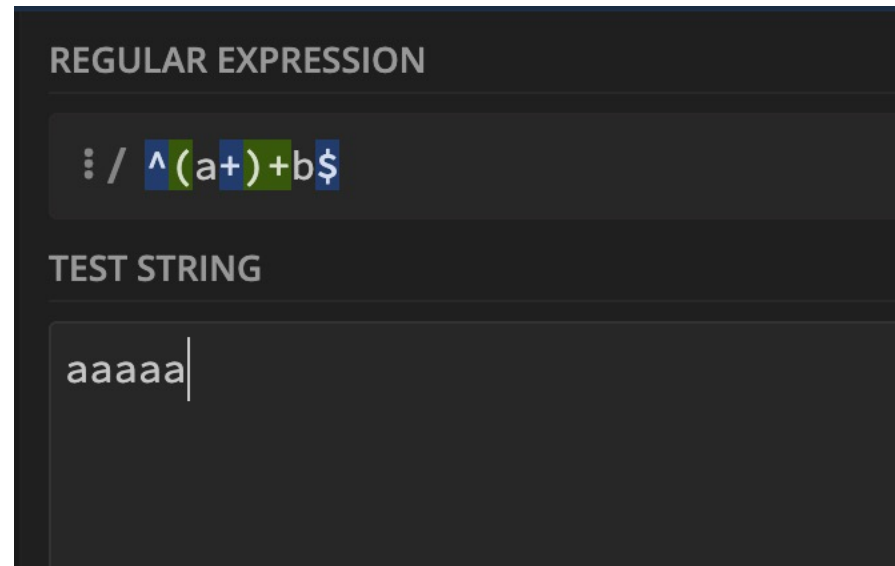 REGULAR EXPRESSION
⋮/ ^(a+)+b$
TEST STRING
aaaaa